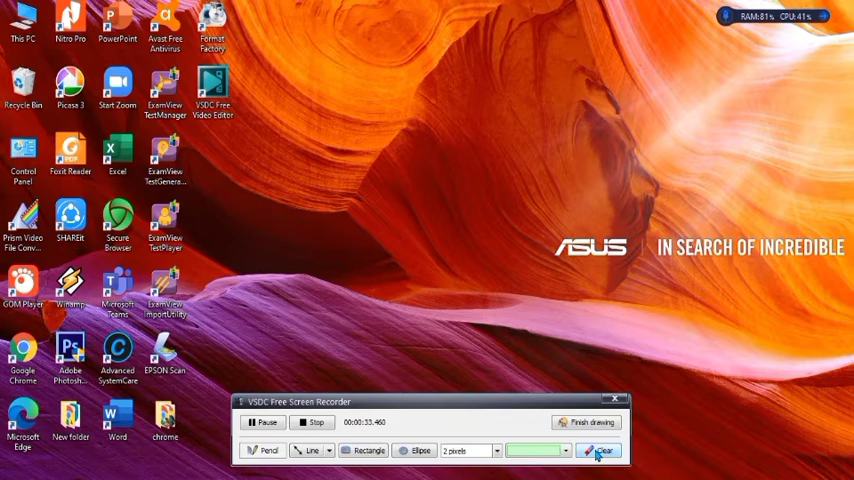 RAM:81% CPU:41%
This PC
Nitro Pro
PowerPoint
Avast Free
Antivirus
Format
Factory
Recycle Bin
Picasa 3
Start Zoom
ExamView
TestManager
VSDC Free
Video Editor
Control
Panel
Foxit Reader
Excel
ExamView
TestGenera...
Prism Video
File Conv...
SHAREit
Secure
Browser
ExamView
TestPlayer
ASUS
IN SEARCH OF INCREDIBLE
GOM Player
Winamp
Microsoft
Teams
ExamView
ImportUtility
Google
Chrome
Adobe
Photosh...
Advanced
SystemCare
EPSON Scan
Microsoft
Edge
New folder
Word
chrome
VSDC Free Screen Recorder
Pause
Stop
00:00:33.460
Finish drawing
Pencil
Line
Rectangle
Ellipse
2 pixels
Clear